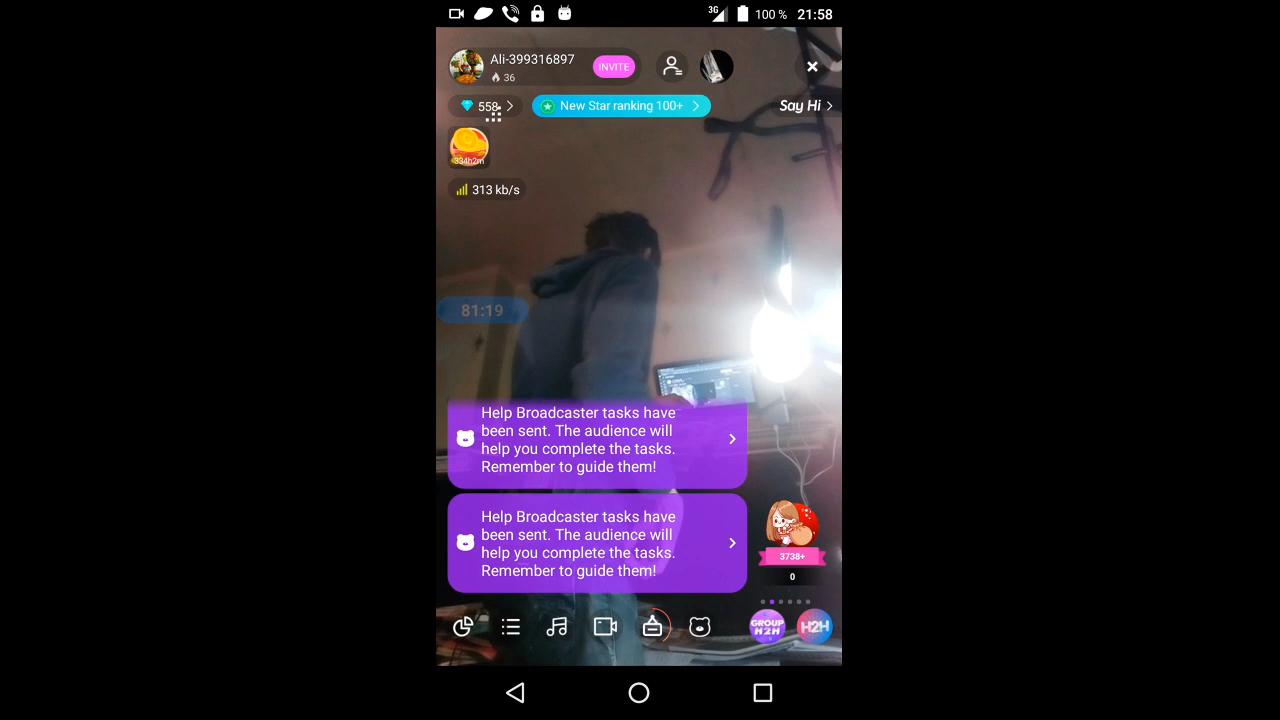 3G 100 % 21:58
Ali-399316897
36
INVITE
558
New Star ranking 100+
Say Hi
334h2m
313 kb/s
81:19
Help Broadcaster tasks have
been sent. The audience will
help you complete the tasks.
Remember to guide them!
Help Broadcaster tasks have
been sent. The audience will
help you complete the tasks.
Remember to guide them!
3738+
0
GROUP
H2H
H2H